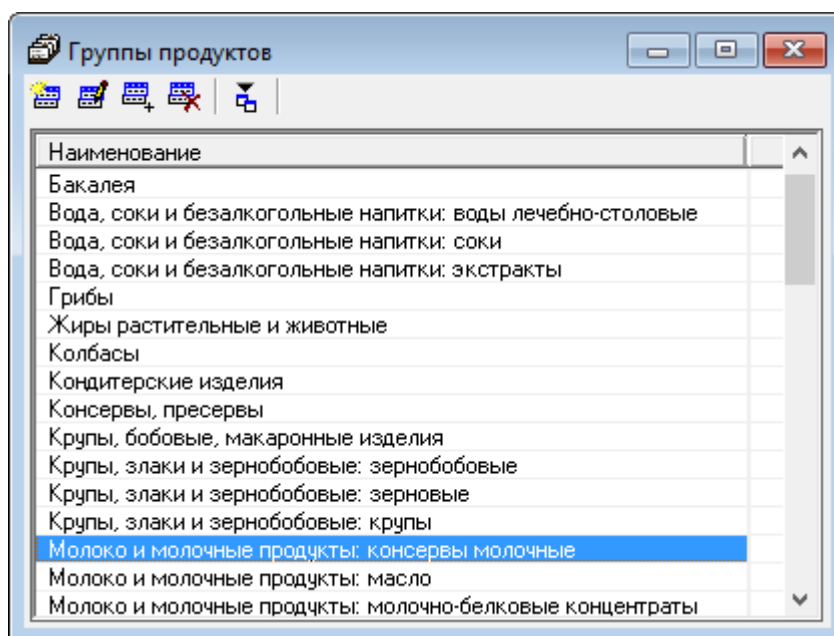 Группы продуктов
Наименование
Бакалея
Вода, соки и безалкогольные напитки: воды лечебно-столовые
Вода, соки и безалкогольные напитки: соки
Вода, соки и безалкогольные напитки: экстракты
Грибы
Жиры растительные и животные
Колбасы
Кондитерские изделия
Консервы, пресервы
Крупы, бобовые, макаронные изделия
Крупы, злаки и зернобобовые: зернобобовые
Крупы, злаки и зернобобовые: зерновые
Крупы, злаки и зернобобовые: крупы
Молоко и молочные продукты: консервы молочные
Молоко и молочные продукты: масло
Молоко и молочные продукты: молочно-белковые концентраты